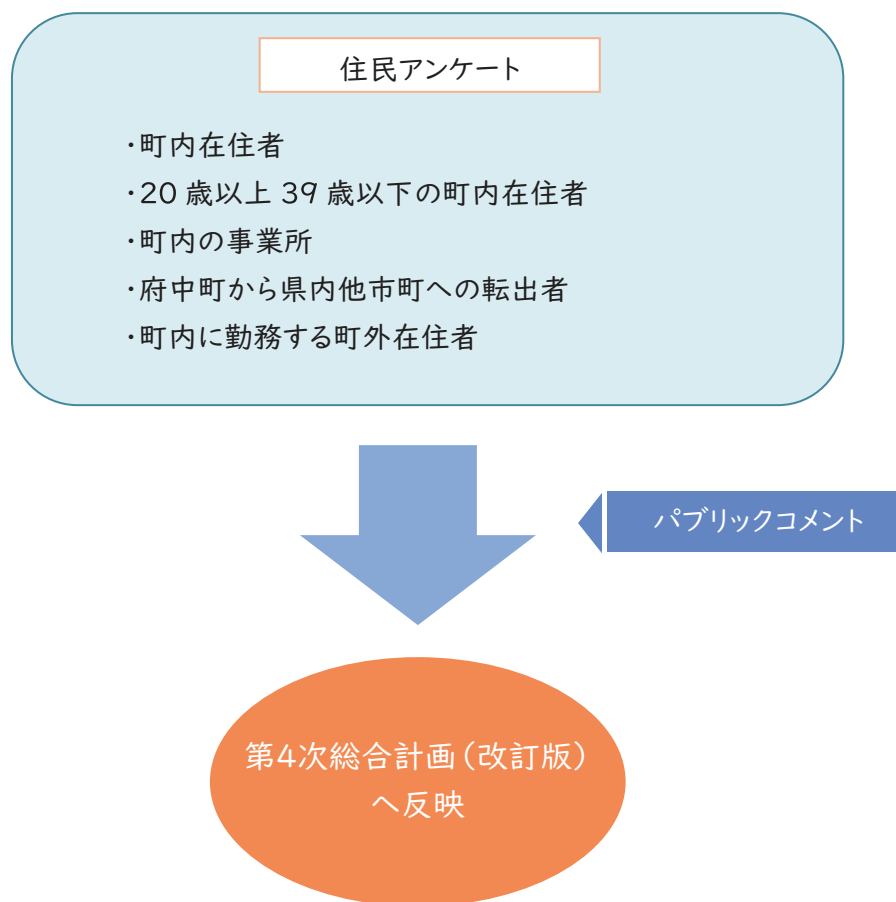 住民アンケート
・町内在住者
・20 歳以上 39 歳以下の町内在住者
・町内の事業所
・府中町から県内他市町への転出者
・町内に勤務する町外在住者
パブリックコメント
第4次総合計画（改訂版）
へ反映